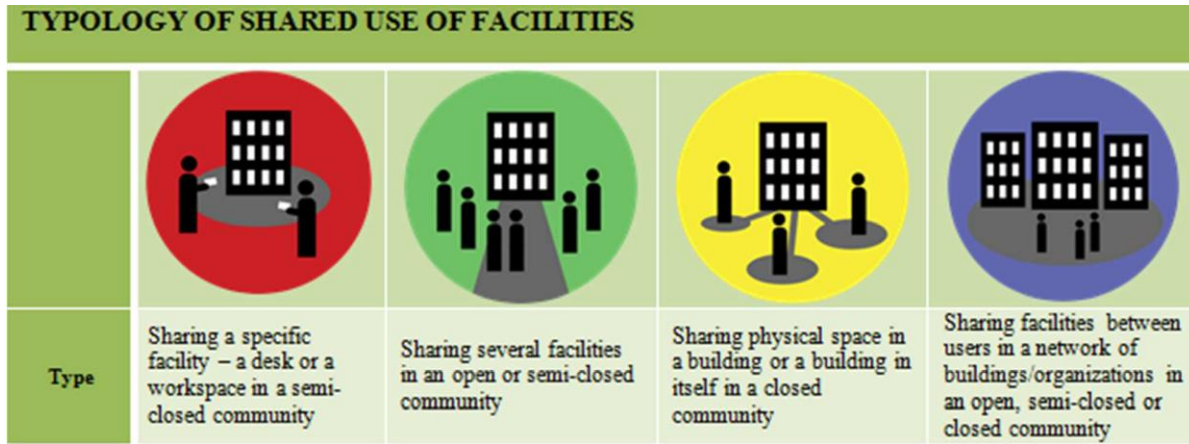 TYPOLOGY OF SHARED USE OF FACILITIES
Type
Sharing a specific
facility – a desk or a
workspace in a semi-
closed community
Sharing several facilities
in an open or semi-closed
community
Sharing physical space in
a building or a building in
itself in a closed
community
Sharing facilities between
users in a network of
buildings/organizations in
an open, semi-closed or
closed community